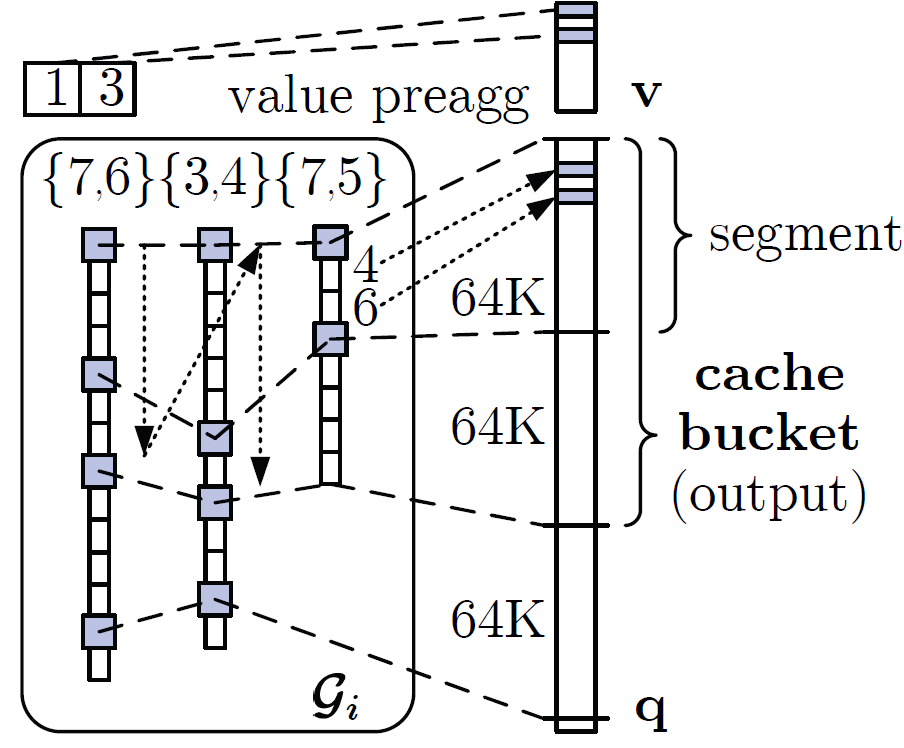 1 3
value preagg
v
{7,6}{3,4}{7,5}
4
6
64K
segment
64K
cache
bucket
(output)
64K
𝓖i
q